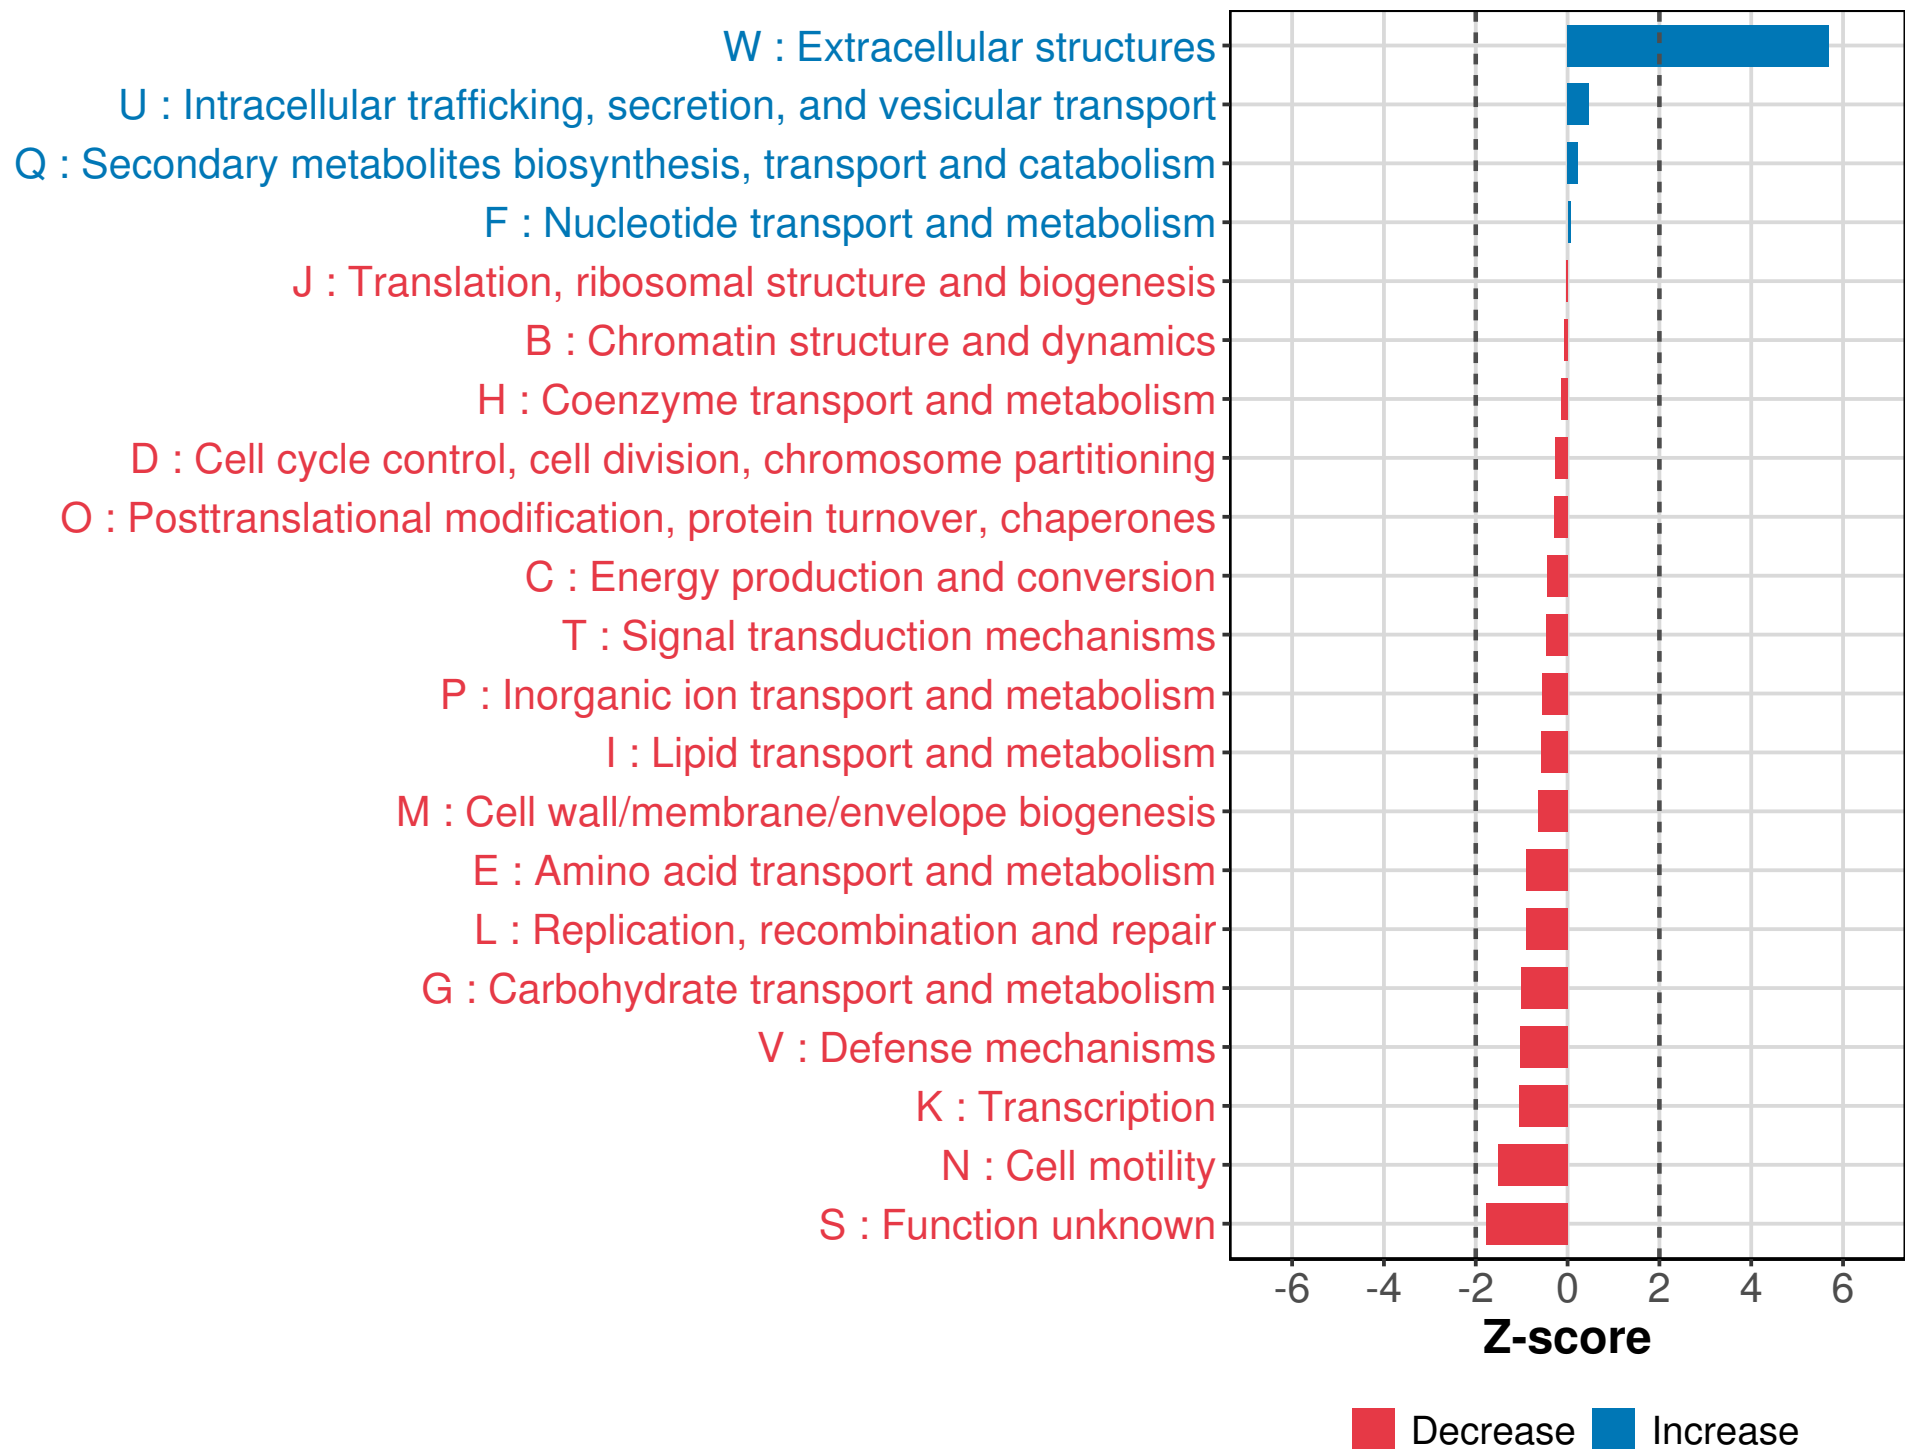 W : Extracellular structures
U : Intracellular trafficking, secretion, and vesicular transport
Q : Secondary metabolites biosynthesis, transport and catabolism
F : Nucleotide transport and metabolism
J : Translation, ribosomal structure and biogenesis
B : Chromatin structure and dynamics
H : Coenzyme transport and metabolism
D : Cell cycle control, cell division, chromosome partitioning
O : Posttranslational modification, protein turnover, chaperones
C : Energy production and conversion
T : Signal transduction mechanisms
P : Inorganic ion transport and metabolism
I : Lipid transport and metabolism
M : Cell wall/membrane/envelope biogenesis
E : Amino acid transport and metabolism
L : Replication, recombination and repair
G : Carbohydrate transport and metabolism
V : Defense mechanisms
K : Transcription
N : Cell motility
S : Function unknown
-6 -4 -2 0 2 4 6
Z-score
Decrease Increase